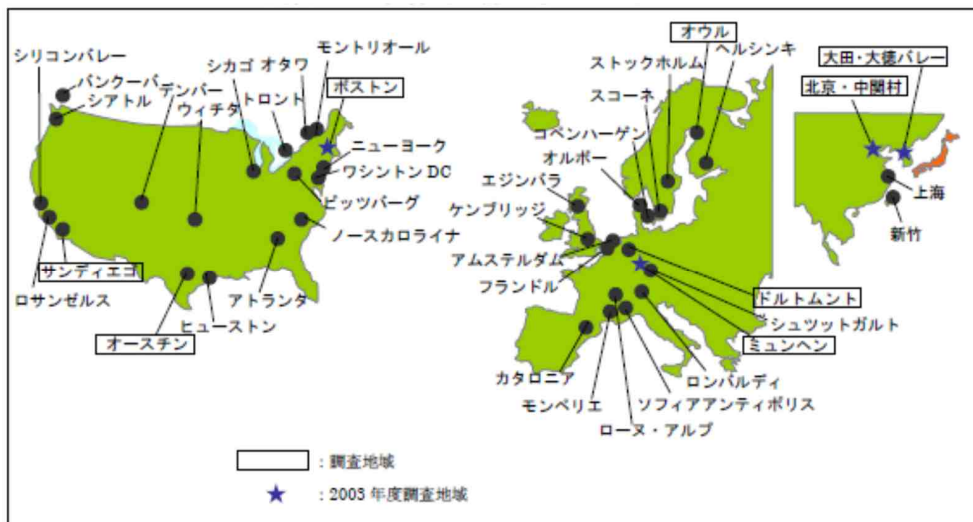 シリコンバレー
バンクーバー
シアトル
デンバー
ウィチタ
シカゴ
オタワ
モントリオール
トロント
ボストン
ニューヨーク
ワシントン DC
ピッツバーグ
ノースカロライナ
サンディエゴ
ロサンゼルス
アトランタ
ヒューストン
オースチン
オウル
ヘルシンキ
ストックホルム
スコーネ
コペンハーゲン
オルボー
エジンバラ
ケンブリッジ
アムステルダム
フランドル
ドルトムント
シュツットガルト
ミュンヘン
カタロニア
ロンバルディ
モンペリエ
ソフィアアンティポリス
ローヌ・アルプ
大田・大徳バレー
北京・中関村
上海
新竹
：調査地域
：2003 年度調査地域